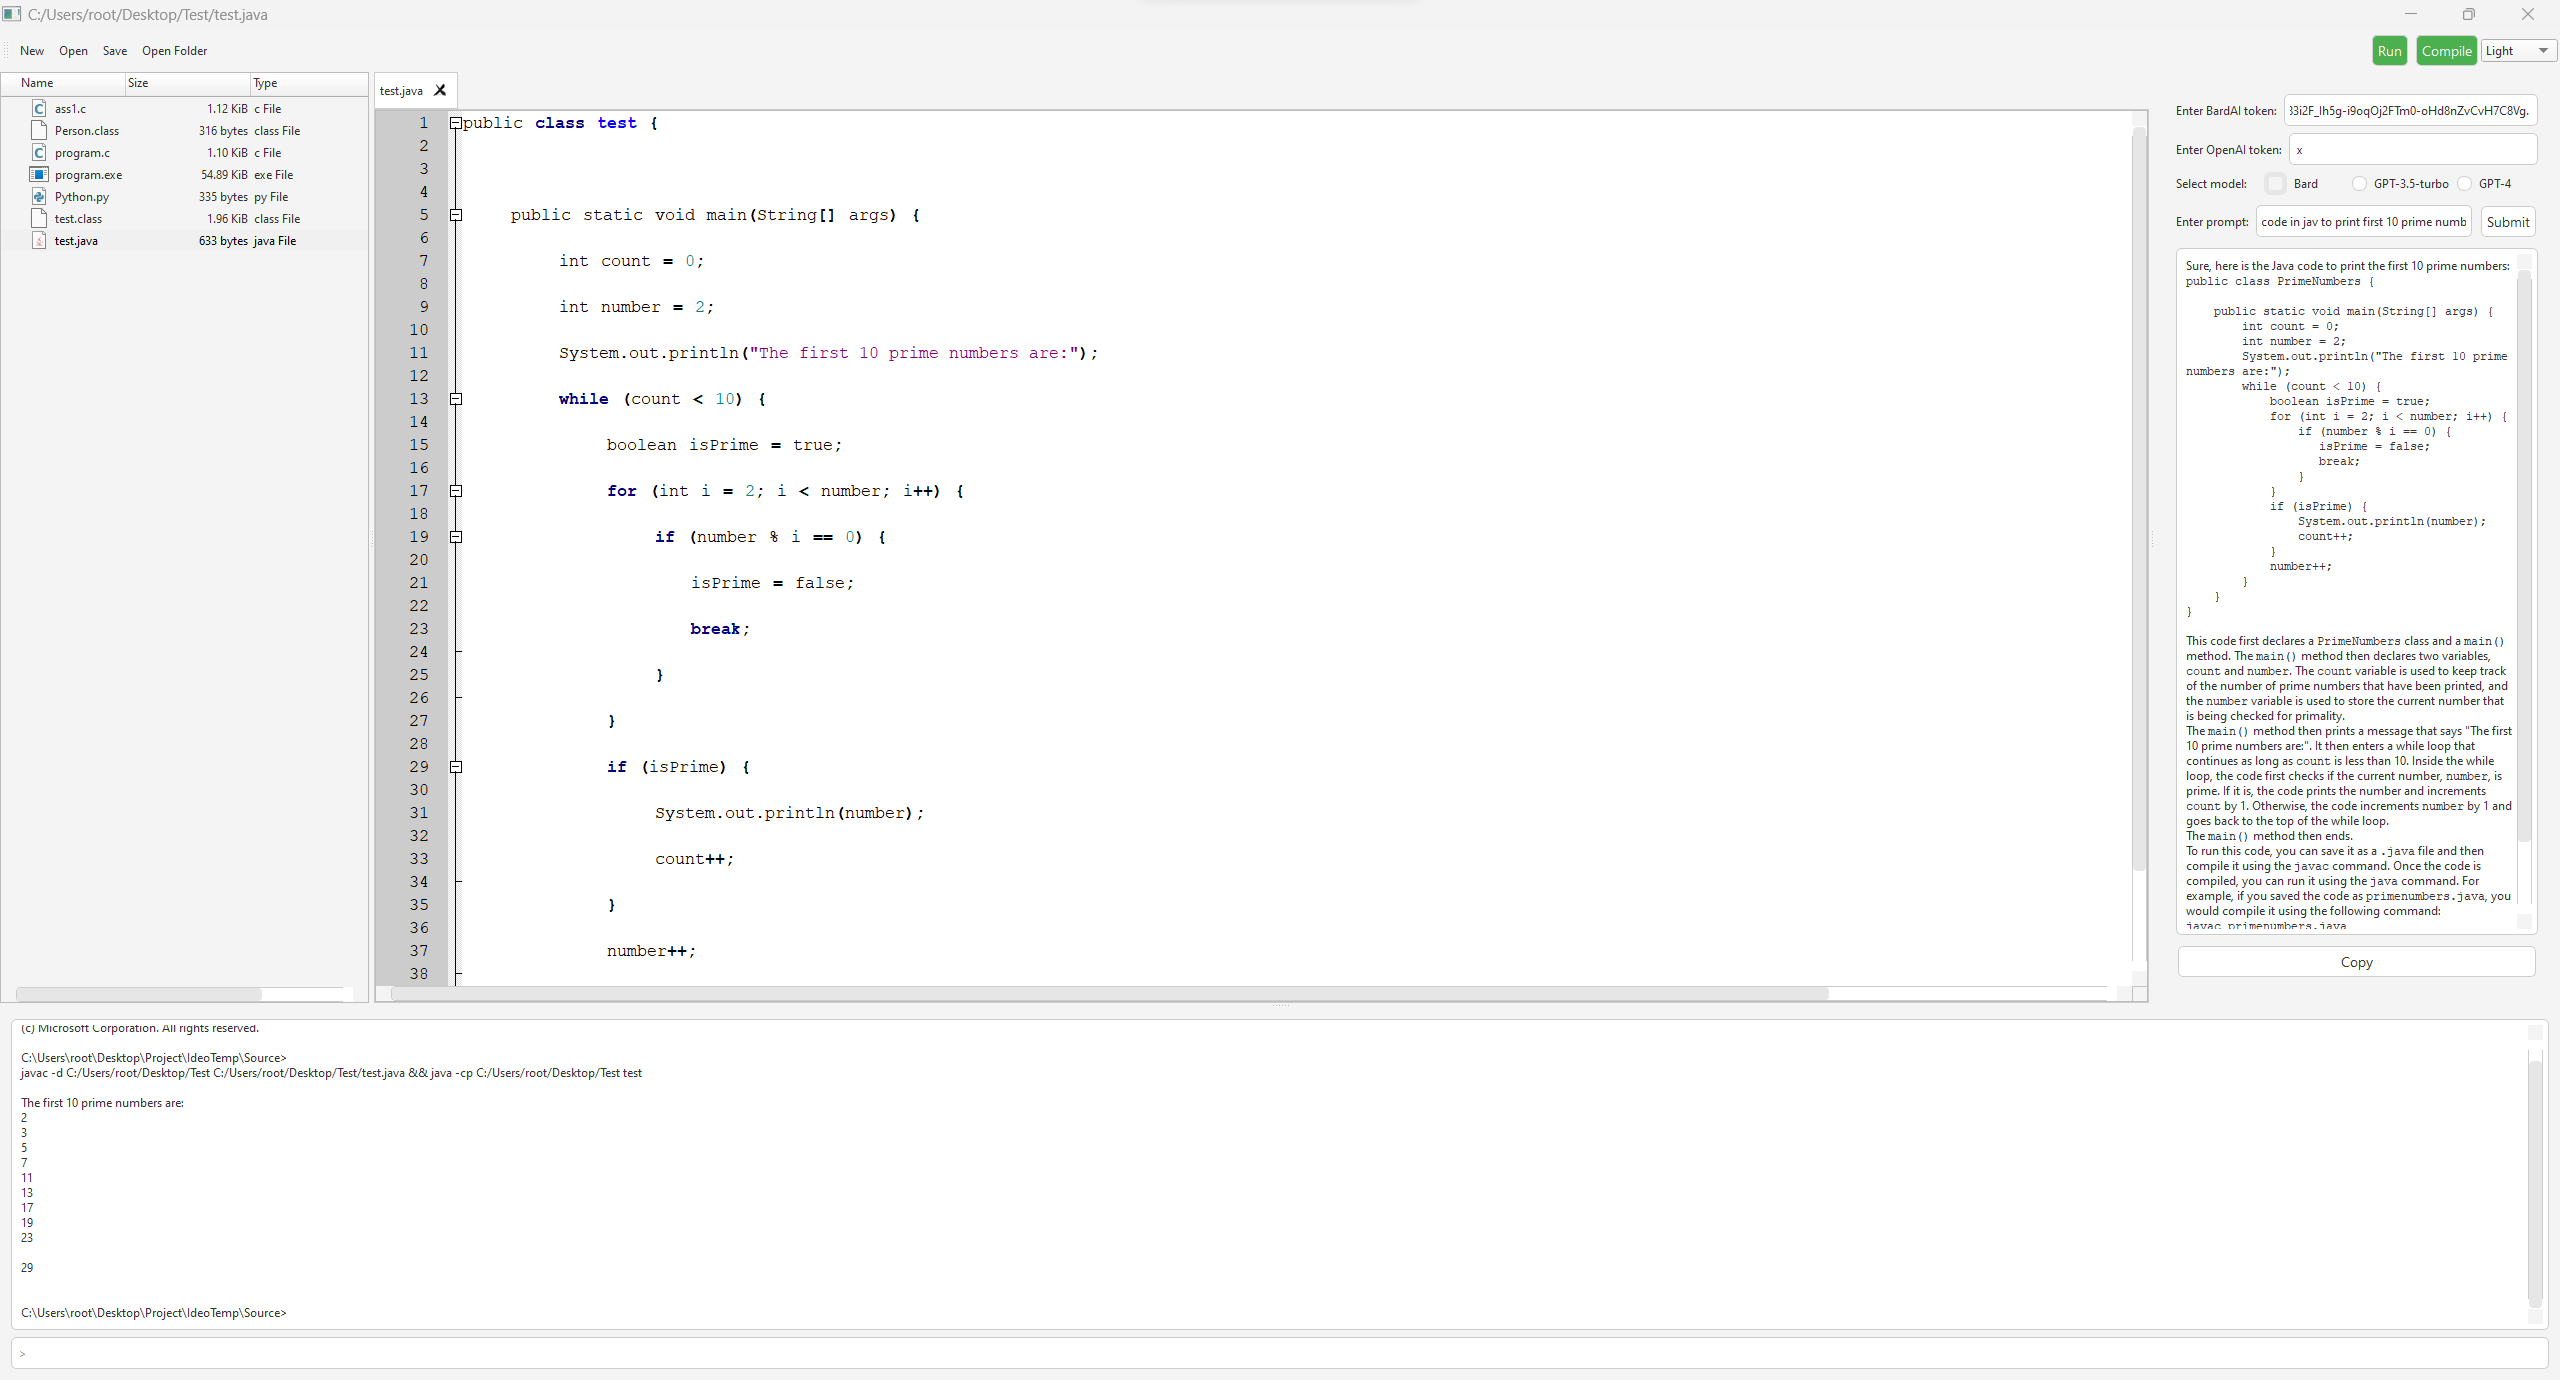 C:/Users/root/Desktop/Test/test.java
New Open Save Open Folder
Run Compile Light
Name Size Type
ass1.c 1.12 KiB c File
Person.class 316 bytes class File
program.c 1.10 KiB c File
program.exe 54.89 KiB exe File
Python.py 335 bytes py File
test.class 1.96 KiB class File
test.java 633 bytes java File
test.java
1 public class test {
2
3
4
5 public static void main(String[] args) {
6
7 int count = 0;
8
9 int number = 2;
10
11 System.out.println("The first 10 prime numbers are:");
12
13 while (count < 10) {
14
15 boolean isPrime = true;
16
17 for (int i = 2; i < number; i++) {
18
19 if (number % i == 0) {
20
21 isPrime = false;
22
23 break;
24
25 }
26
27 }
28
29 if (isPrime) {
30
31 System.out.println(number);
32
33 count++;
34
35 }
36
37 number++;
38
Enter BardAI token: 33i2F_lh5g-i9oqOj2FTm0-oHd8nZvCvH7C8Vg.
Enter OpenAI token: x
Select model: Bard GPT-3.5-turbo GPT-4
Enter prompt: code in jav to print first 10 prime numb Submit
Sure, here is the Java code to print the first 10 prime numbers:
public class PrimeNumbers {
public static void main(String[] args) {
int count = 0;
int number = 2;
System.out.println("The first 10 prime
numbers are:");
while (count < 10) {
boolean isPrime = true;
for (int i = 2; i < number; i++) {
if (number % i == 0) {
isPrime = false;
break;
}
}
if (isPrime) {
System.out.println(number);
count++;
}
number++;
}
}
}
This code first declares a PrimeNumbers class and a main()
method. The main() method then declares two variables,
count and number. The count variable is used to keep track
of the number of prime numbers that have been printed, and
the number variable is used to store the current number that
is being checked for primality.
The main() method then prints a message that says "The first
10 prime numbers are:". It then enters a while loop that
continues as long as count is less than 10. Inside the while
loop, the code first checks if the current number, number, is
prime. If it is, the code prints the number and increments
count by 1. Otherwise, the code increments number by 1 and
goes back to the top of the while loop.
The main() method then ends.
To run this code, you can save it as a .java file and then
compile it using the javac command. Once the code is
compiled, you can run it using the java command. For
example, if you saved the code as primenumbers.java, you
would compile it using the following command:
javac primenumbers.java
Copy
(c) Microsoft Corporation. All rights reserved.
C:\Users\root\Desktop\Project\IdeoTemp\Source>
javac -d C:/Users/root/Desktop/Test C:/Users/root/Desktop/Test/test.java && java -cp C:/Users/root/Desktop/Test test
The first 10 prime numbers are:
2
3
5
7
11
13
17
19
23
29
C:\Users\root\Desktop\Project\IdeoTemp\Source>
>